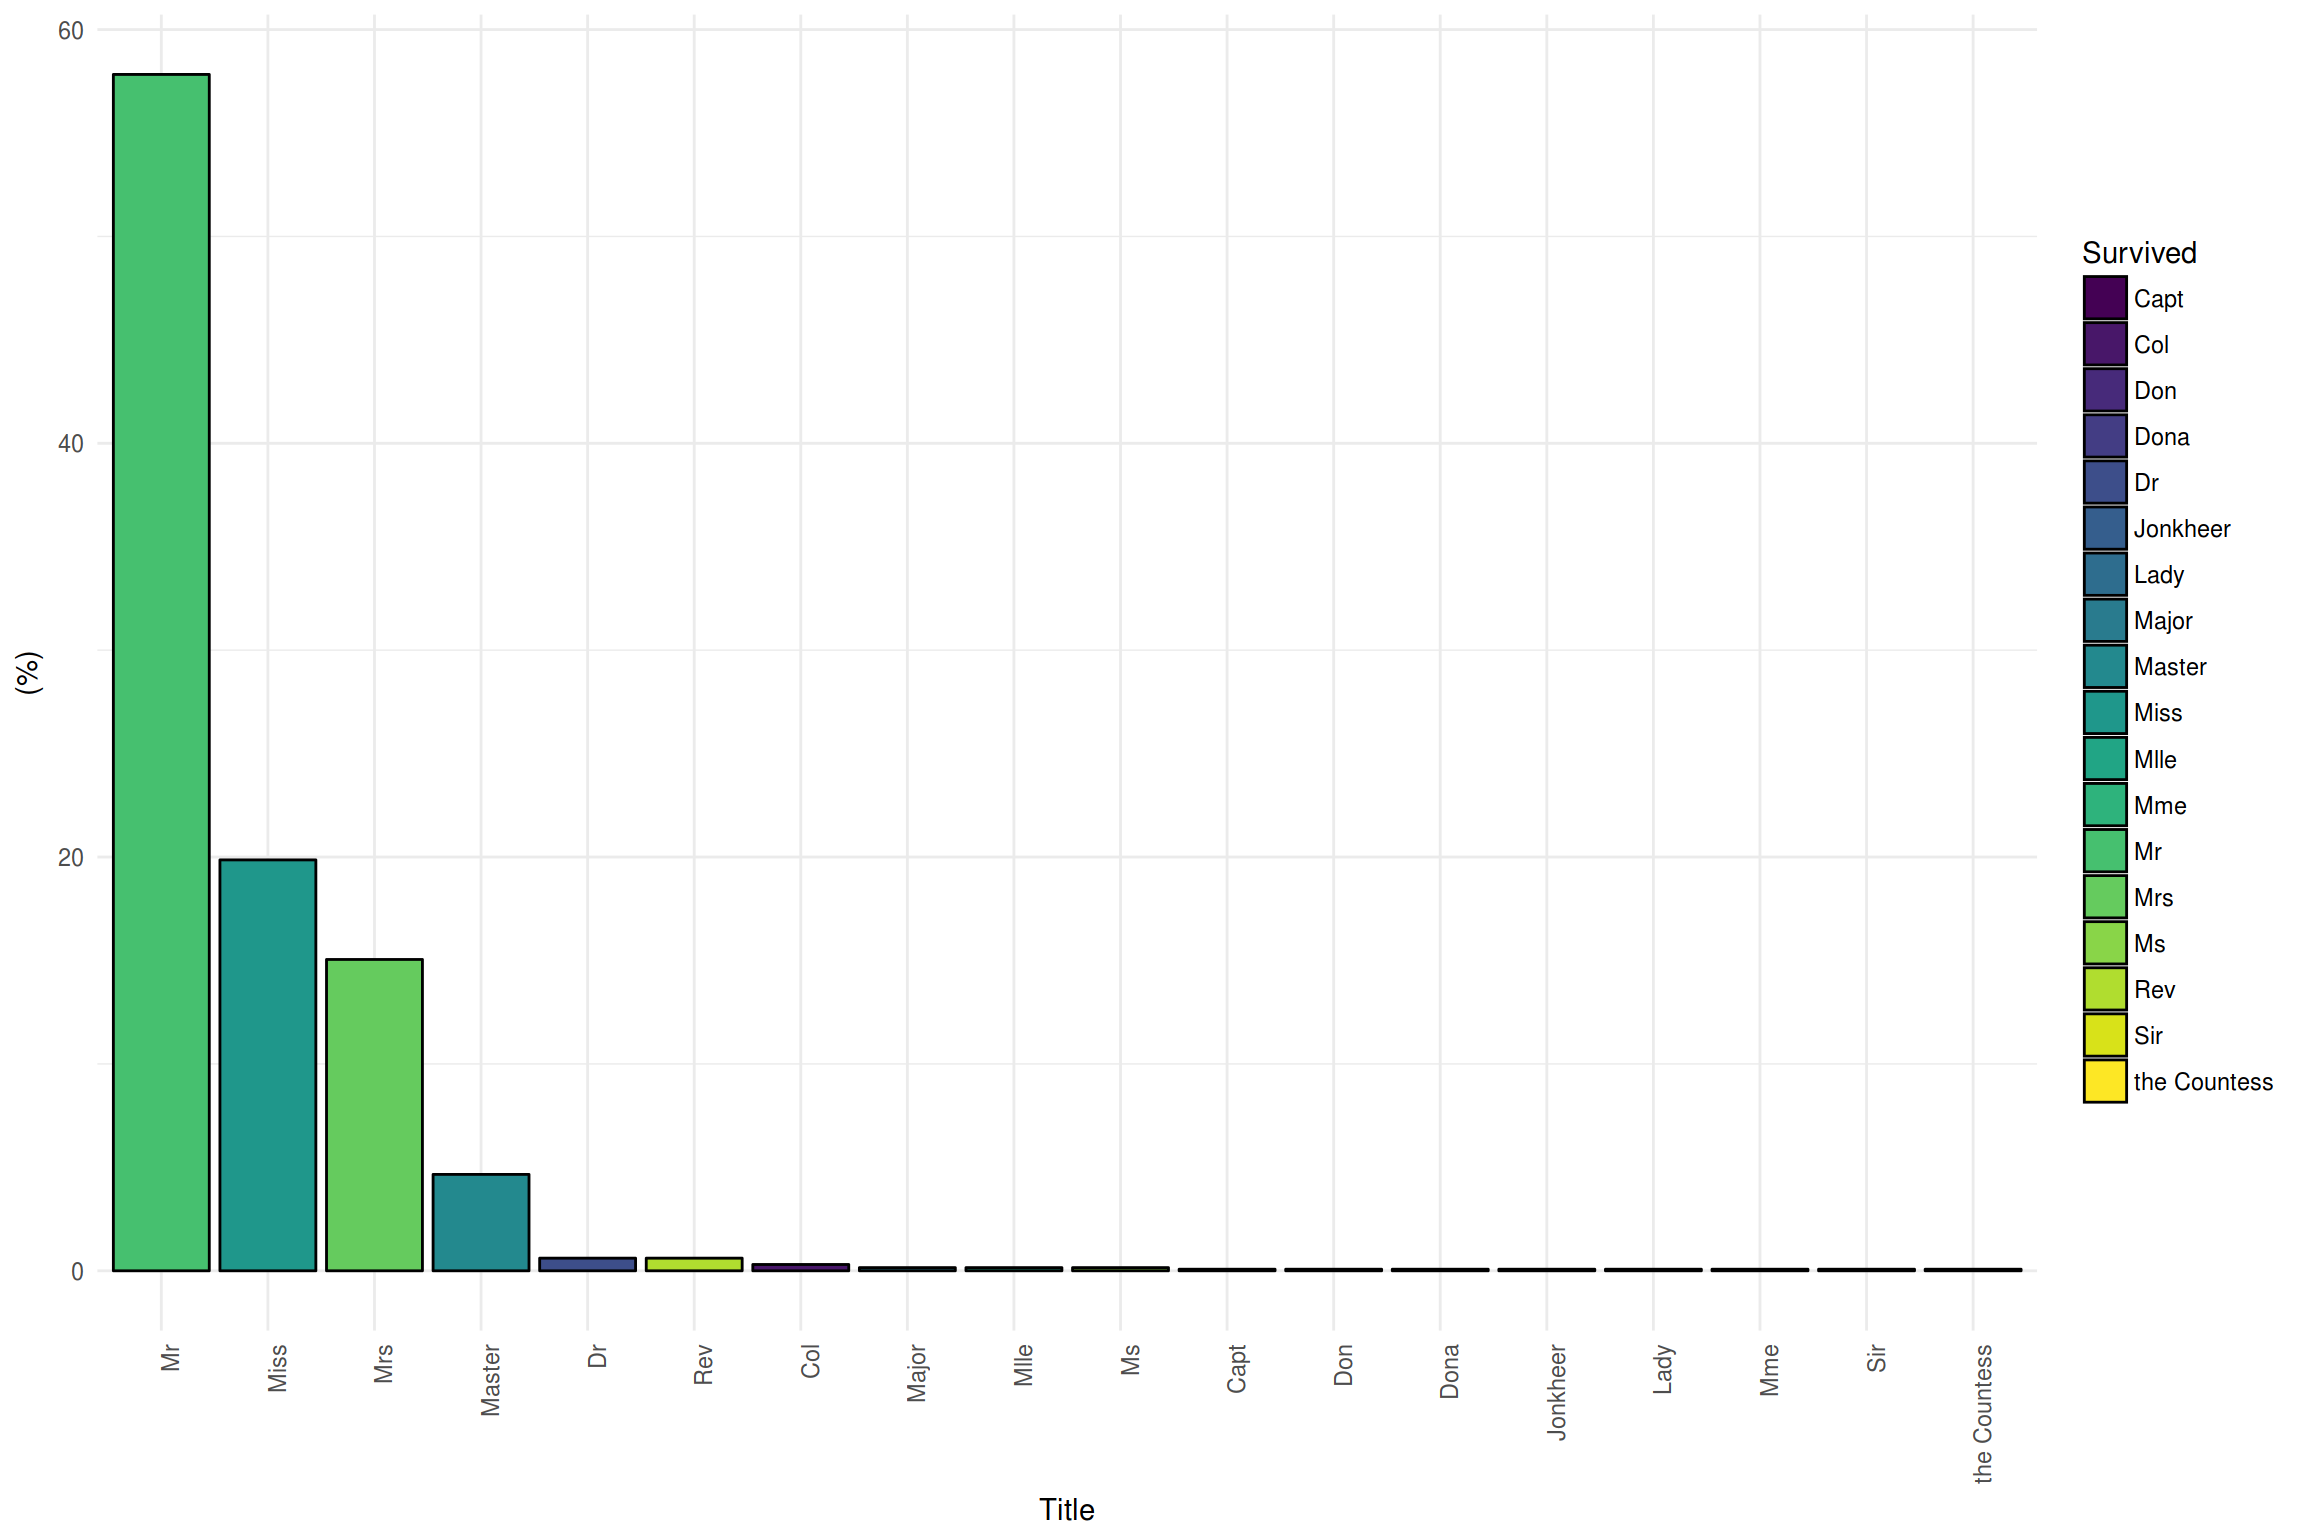 60
40
20
0
(%)
Mr
Miss
Mrs
Master
Dr
Rev
Col
Major
Mlle
Ms
Capt
Don
Dona
Jonkheer
Lady
Mme
Sir
the Countess
Title
Survived
Capt
Col
Don
Dona
Dr
Jonkheer
Lady
Major
Master
Miss
Mlle
Mme
Mr
Mrs
Ms
Rev
Sir
the Countess